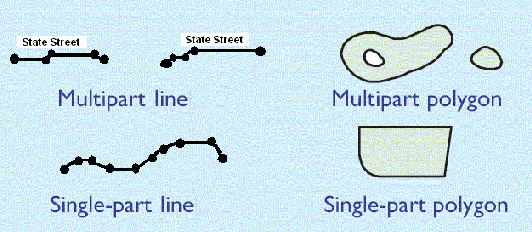 State Street
State Street
Multipart line
Multipart polygon
Single-part line
Single-part polygon